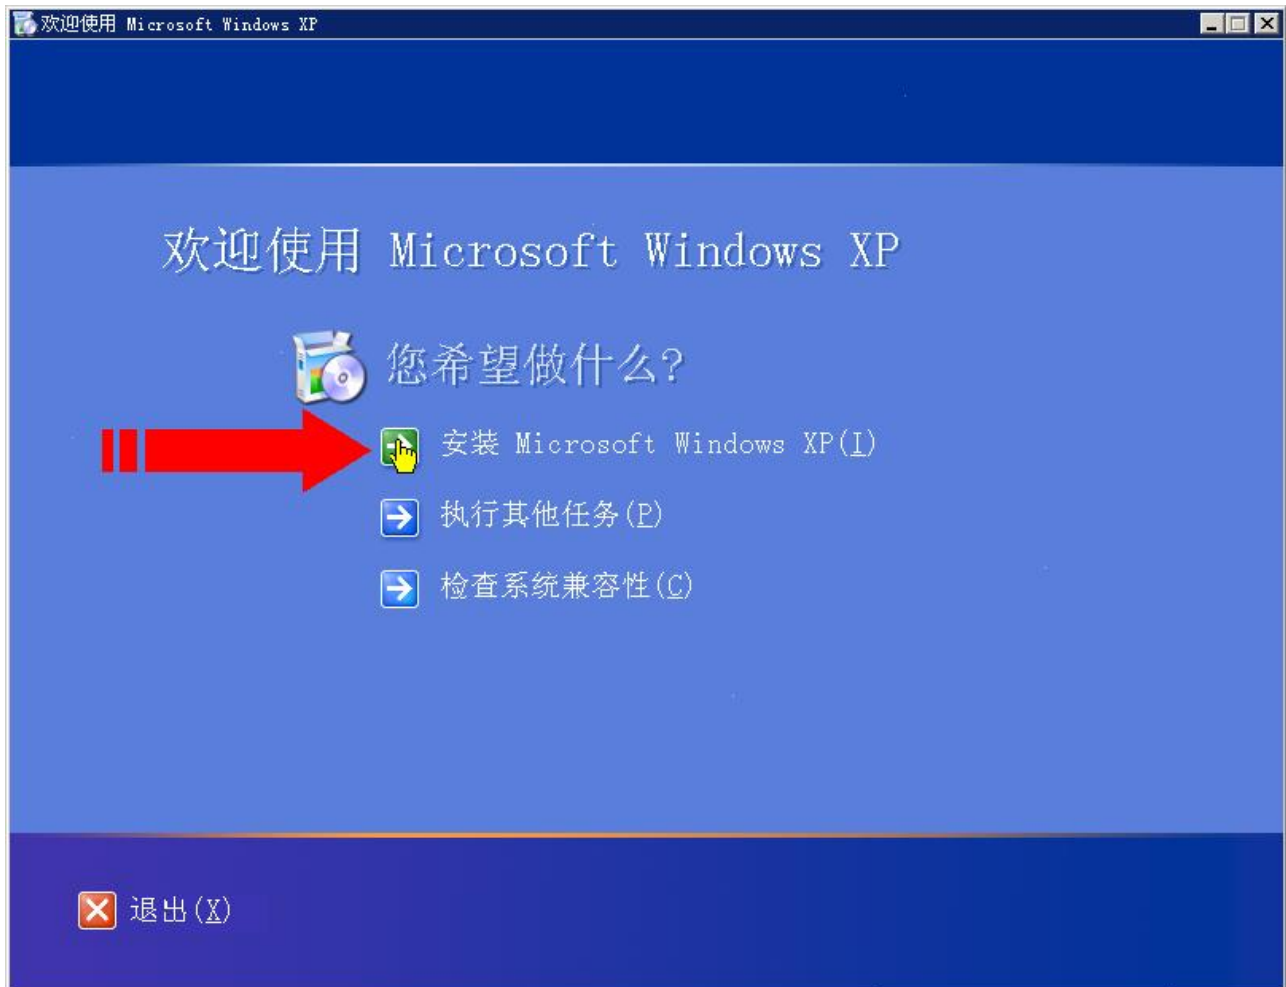 欢迎使用 Microsoft Windows XP
欢迎使用 Microsoft Windows XP
您希望做什么?
安装 Microsoft Windows XP(I)
执行其他任务(P)
检查系统兼容性(C)
退出(X)